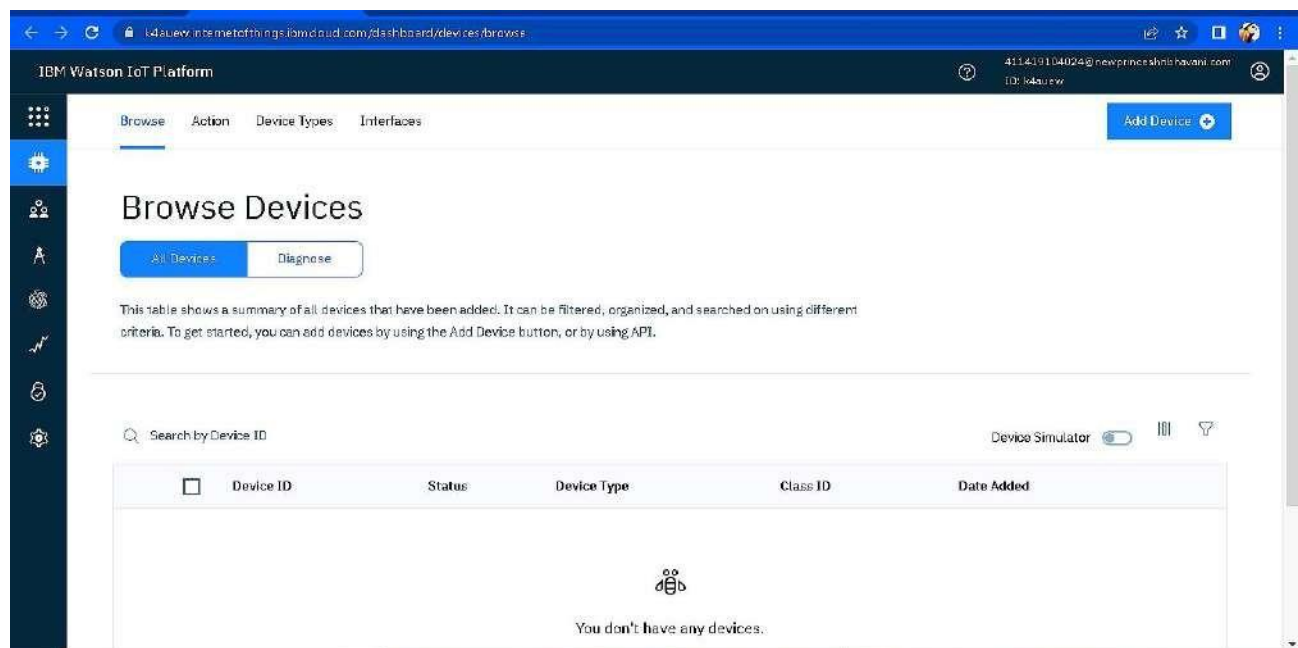 k4auew.internetofthings.ibmcloud.com/dashboard/devices/browse
IBM Watson IoT Platform
411419104024@newprinceshribhavani.com
ID: k4auew
Browse Action Device Types Interfaces
Add Device
Browse Devices
All Devices Diagnose
This table shows a summary of all devices that have been added. It can be filtered, organized, and searched on using different
criteria. To get started, you can add devices by using the Add Device button, or by using API.
Search by Device ID
Device Simulator
Device ID Status Device Type Class ID Date Added
You don't have any devices.